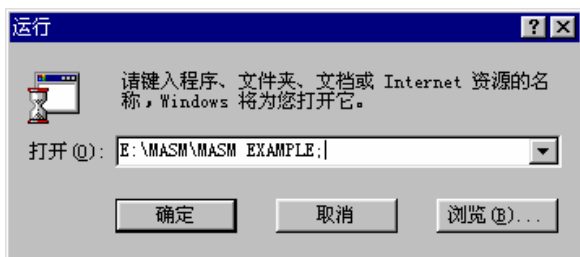 运行
请键入程序、文件夹、文档或 Internet 资源的名
称，Windows 将为您打开它。
打开(O): E:\MASM\MASM EXAMPLE;
确定 取消 浏览(B)...